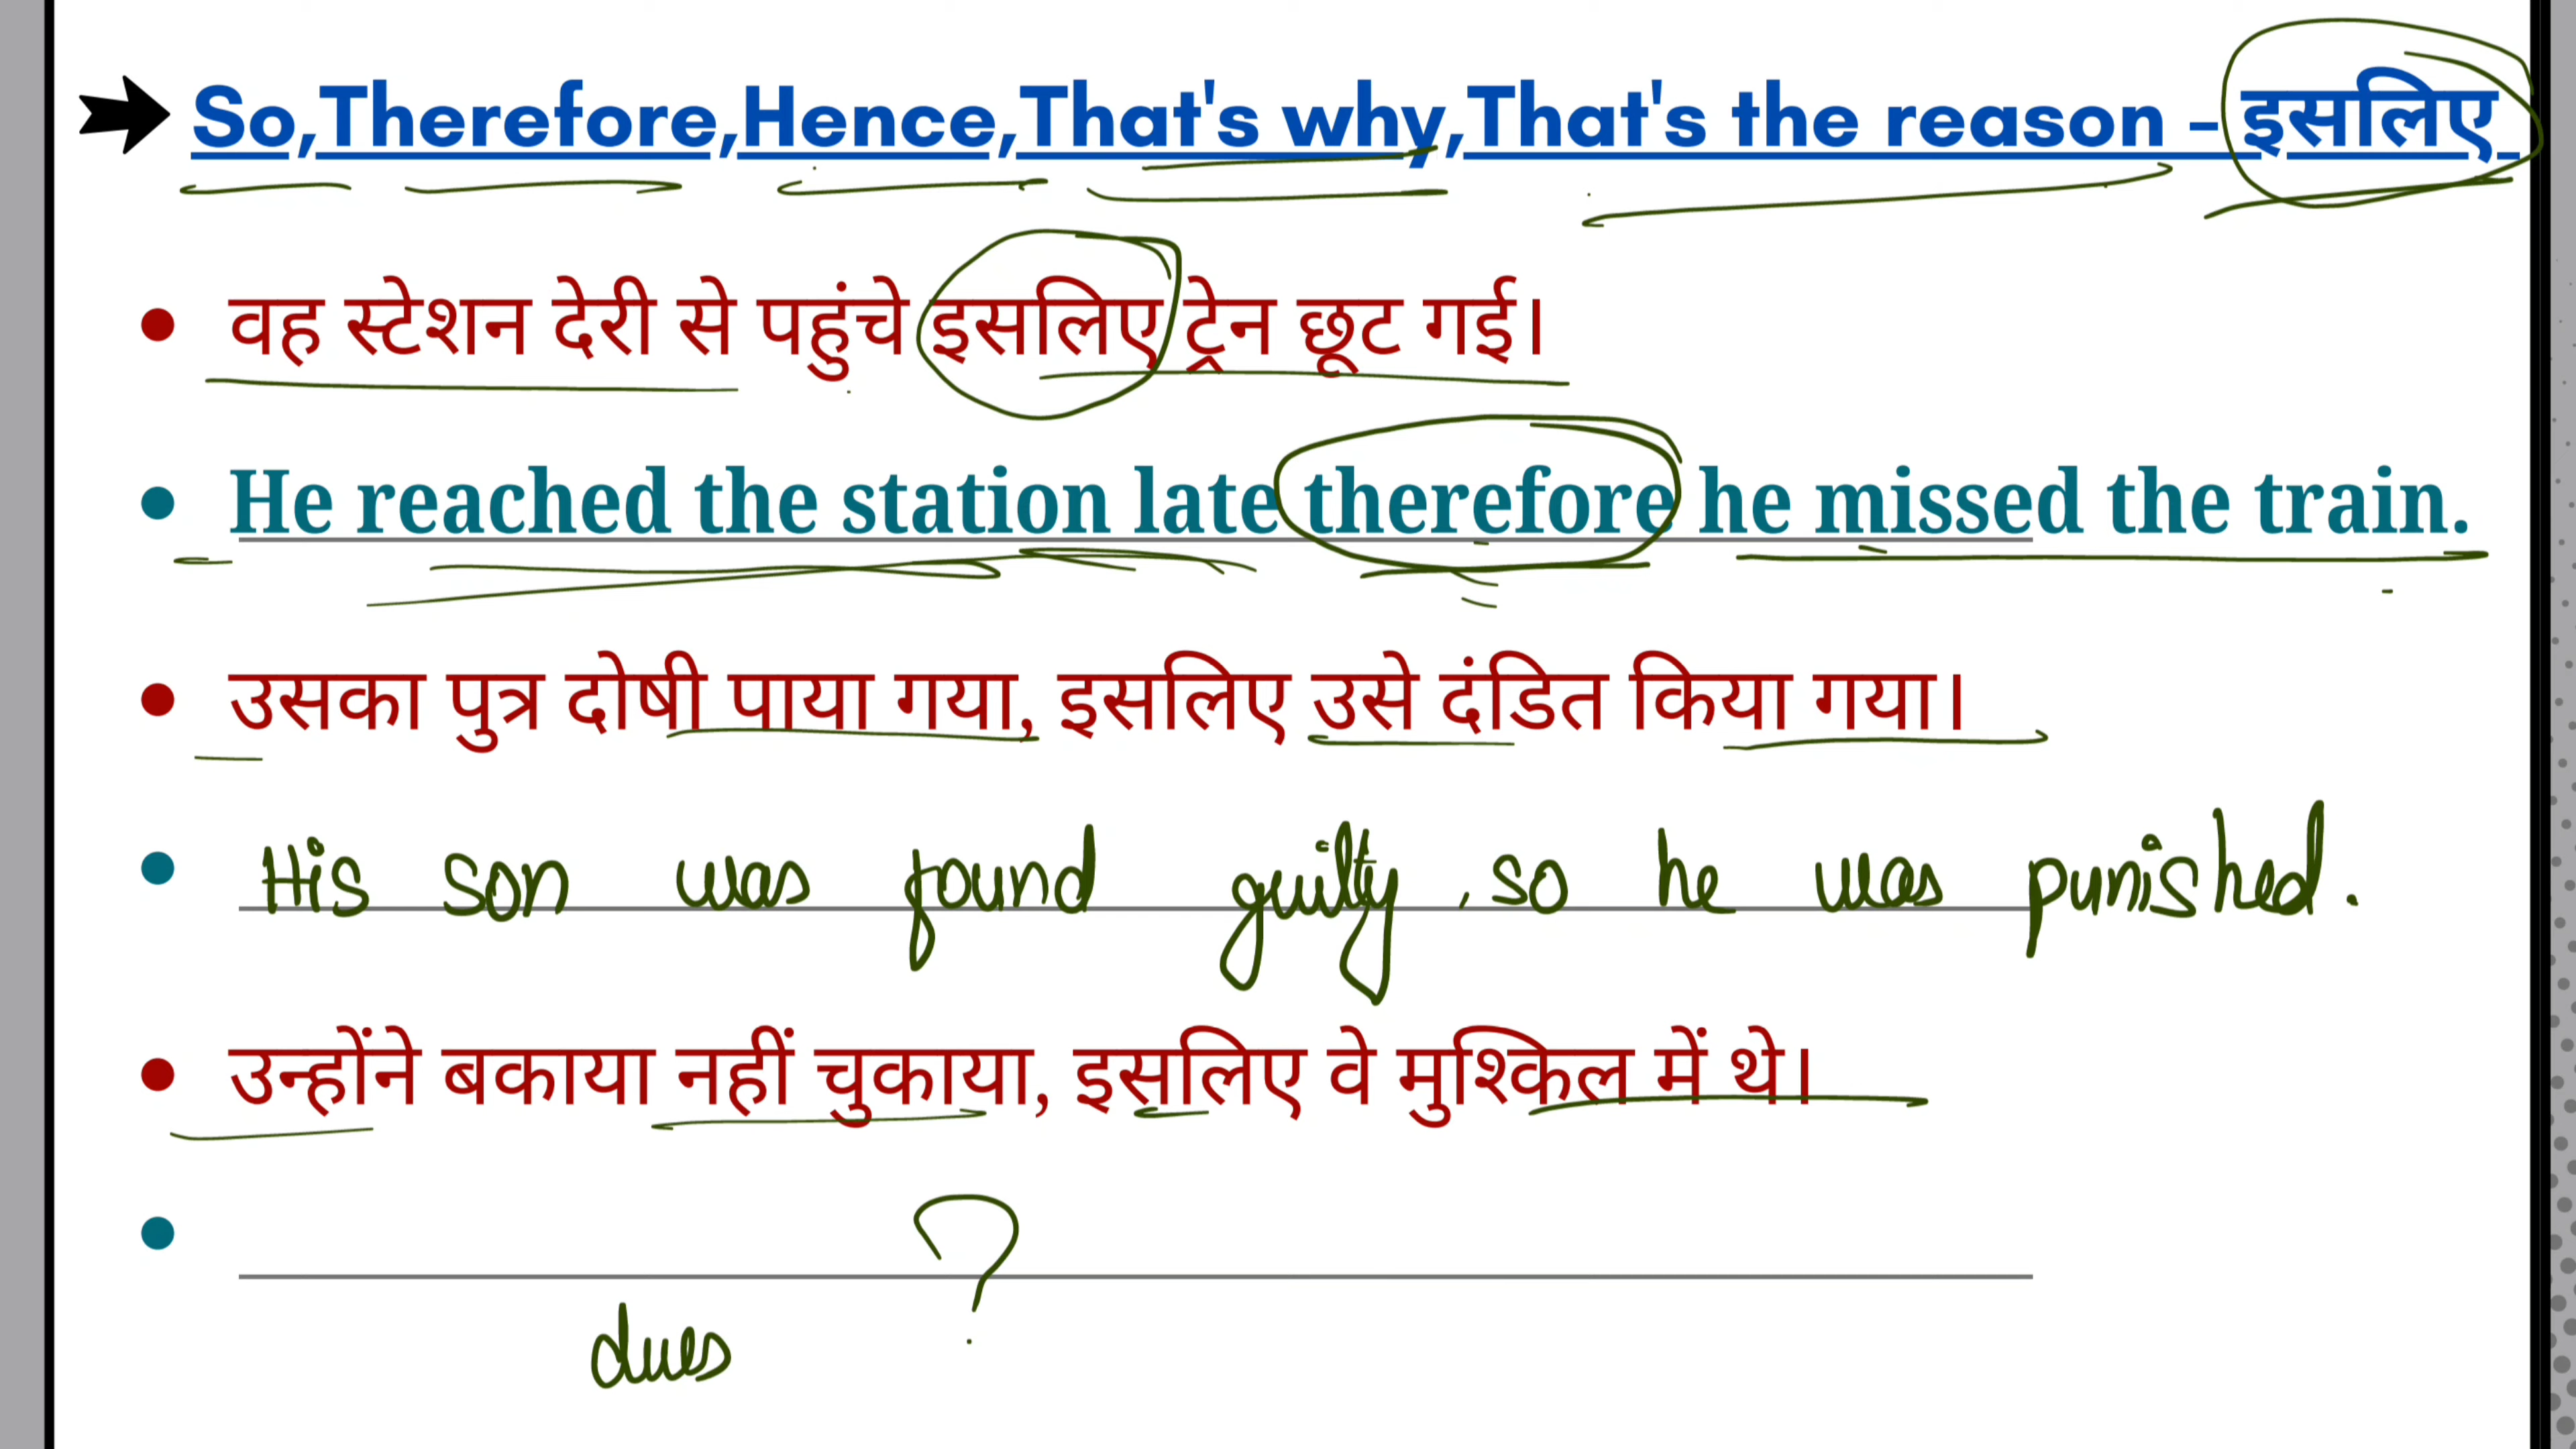 So,Therefore,Hence,That's why,That's the reason - इसलिए
वह स्टेशन देरी से पहुंचे इसलिए ट्रेन छूट गई।
He reached the station late therefore he missed the train.
उसका पुत्र दोषी पाया गया, इसलिए उसे दंडित किया गया।
His son was found guilty, so he was punished.
उन्होंने बकाया नहीं चुकाया, इसलिए वे मुश्किल में थे।
?
dues